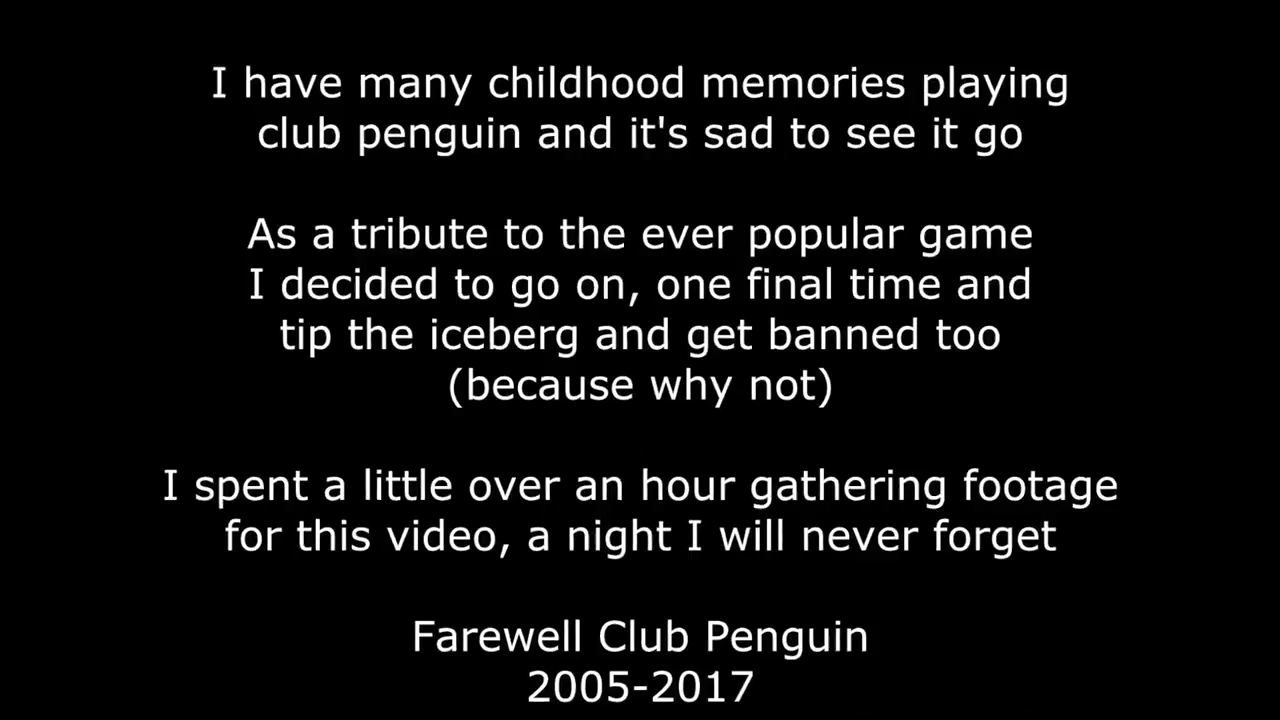 I have many childhood memories playing
club penguin and it's sad to see it go
As a tribute to the ever popular game
I decided to go on, one final time and
tip the iceberg and get banned too
(because why not)
I spent a little over an hour gathering footage
for this video, a night I will never forget
Farewell Club Penguin
2005-2017